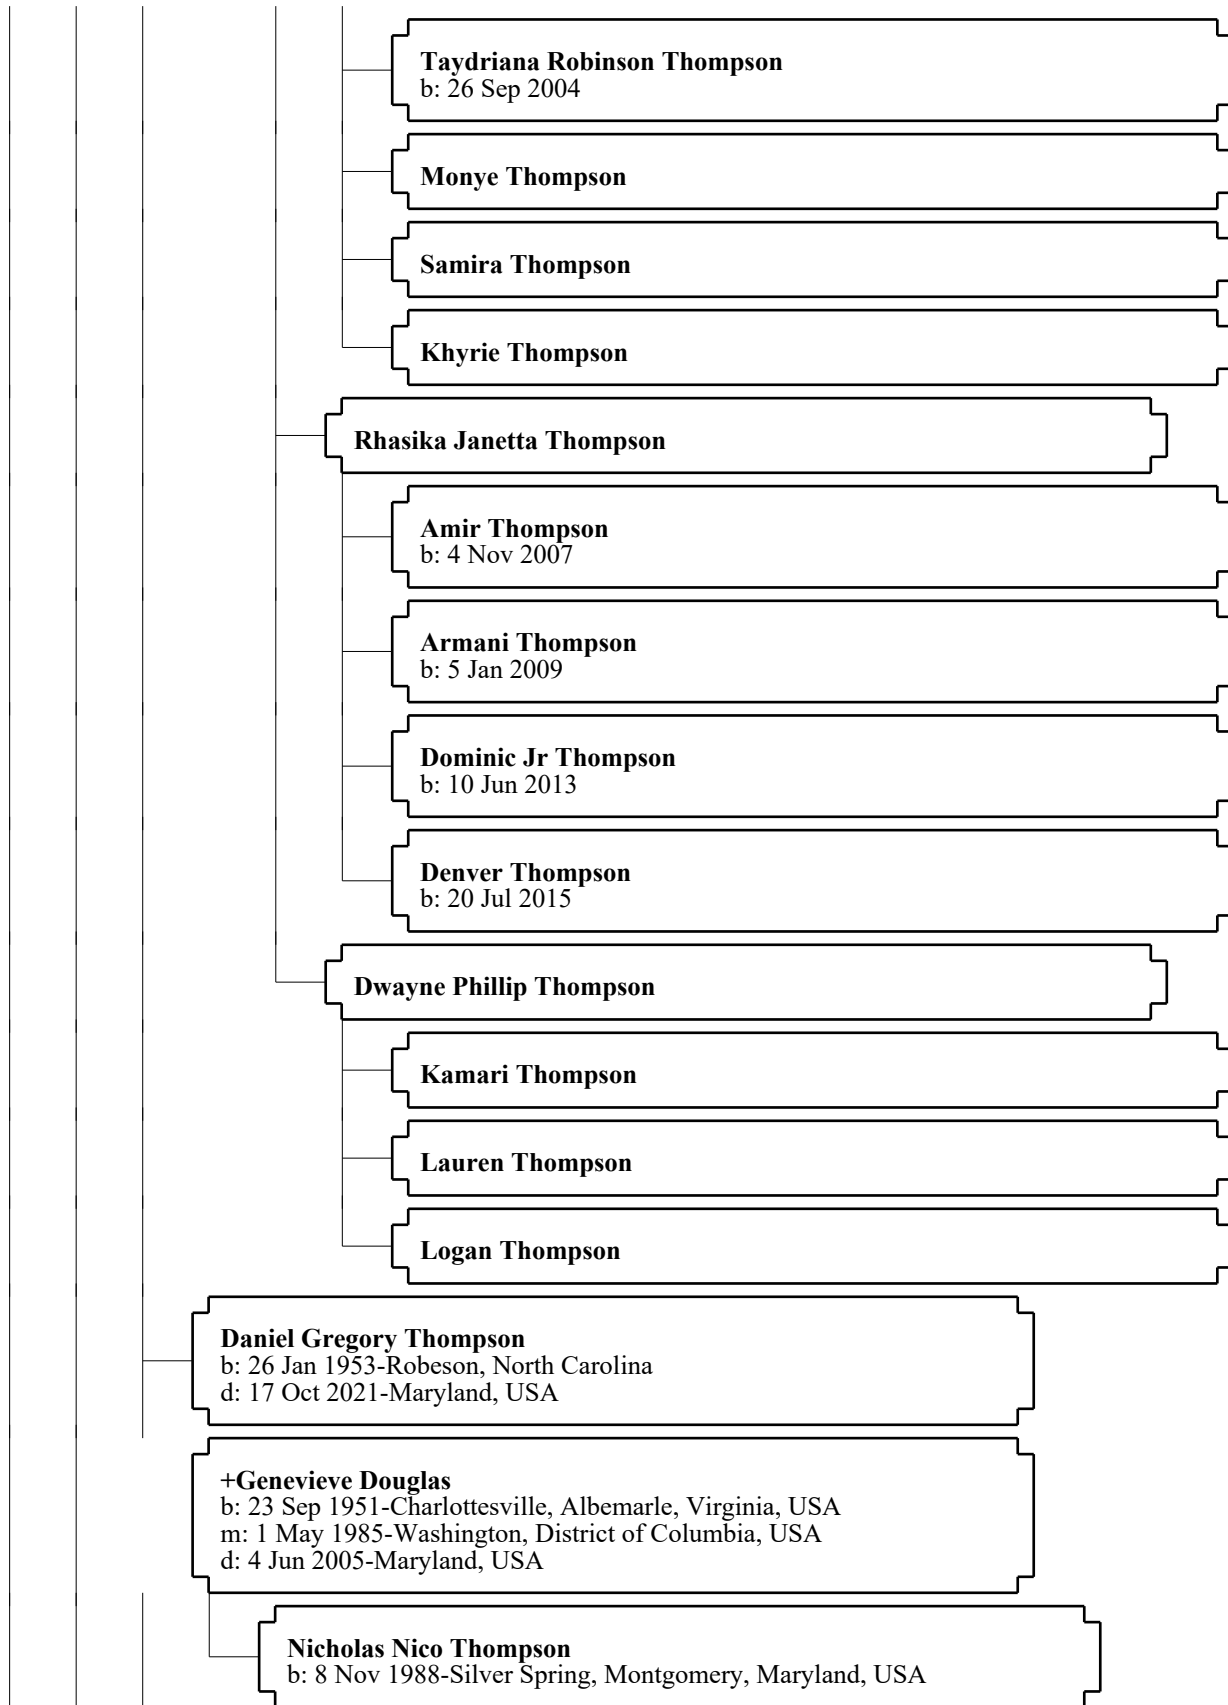 Taydriana Robinson Thompson
b: 26 Sep 2004
Monye Thompson
Samira Thompson
Khyrie Thompson
Rhasika Janetta Thompson
Amir Thompson
b: 4 Nov 2007
Armani Thompson
b: 5 Jan 2009
Dominic Jr Thompson
b: 10 Jun 2013
Denver Thompson
b: 20 Jul 2015
Dwayne Phillip Thompson
Kamari Thompson
Lauren Thompson
Logan Thompson
Daniel Gregory Thompson
b: 26 Jan 1953-Robeson, North Carolina
d: 17 Oct 2021-Maryland, USA
+Genevieve Douglas
b: 23 Sep 1951-Charlottesville, Albemarle, Virginia, USA
m: 1 May 1985-Washington, District of Columbia, USA
d: 4 Jun 2005-Maryland, USA
Nicholas Nico Thompson
b: 8 Nov 1988-Silver Spring, Montgomery, Maryland, USA